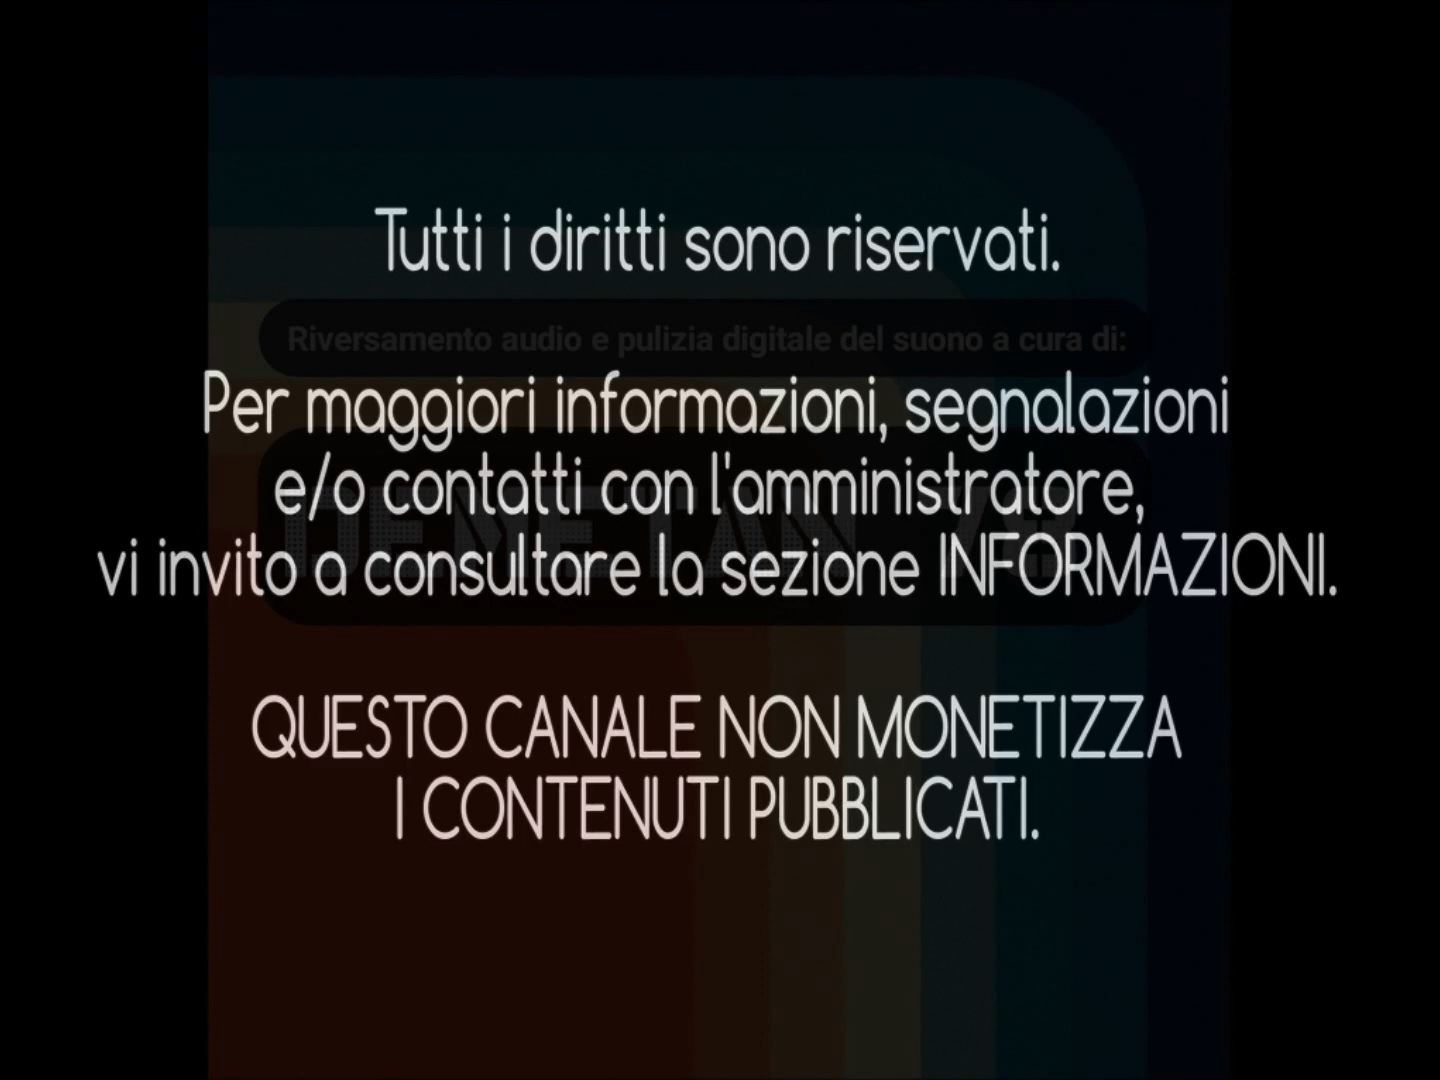 Tutti i diritti sono riservati.
Riversamento audio e pulizia digitale del suono a cura di:
Per maggiori informazioni, segnalazioni
e/o contatti con l'amministratore,
vi invito a consultare la sezione INFORMAZIONI.
QUESTO CANALE NON MONETIZZA
I CONTENUTI PUBBLICATI.